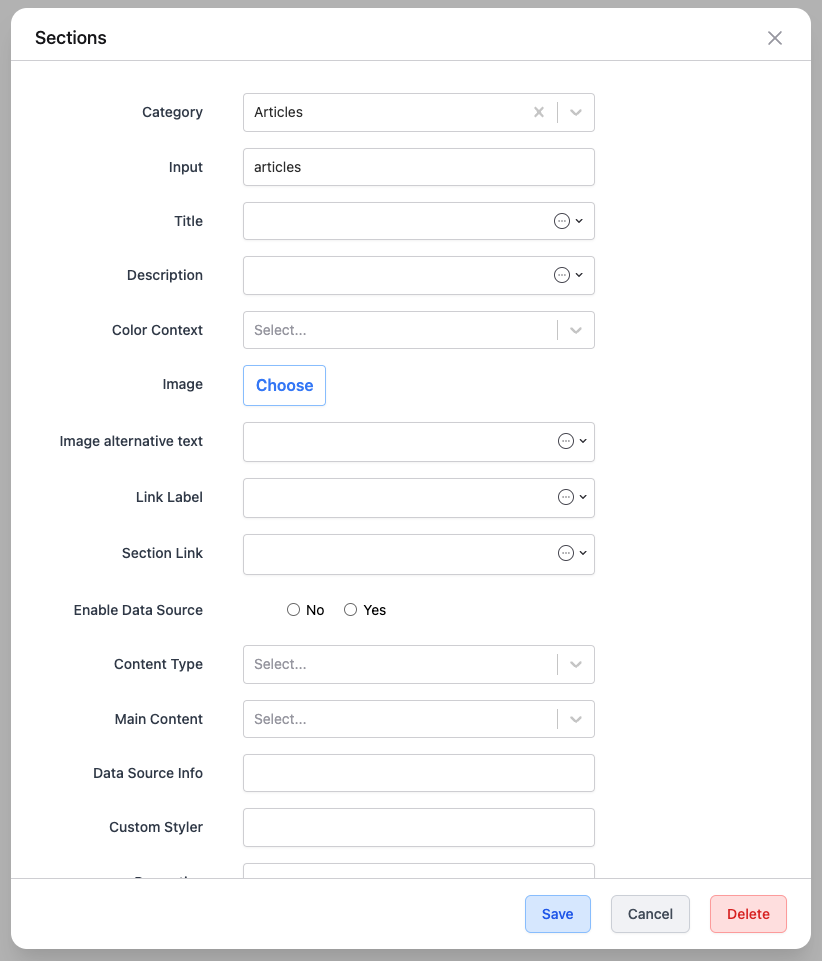 Sections
Category Articles
Input articles
Title
Description
Color Context Select...
Image Choose
Image alternative text
Link Label
Section Link
Enable Data Source No Yes
Content Type Select...
Main Content Select...
Data Source Info
Custom Styler
Save Cancel Delete